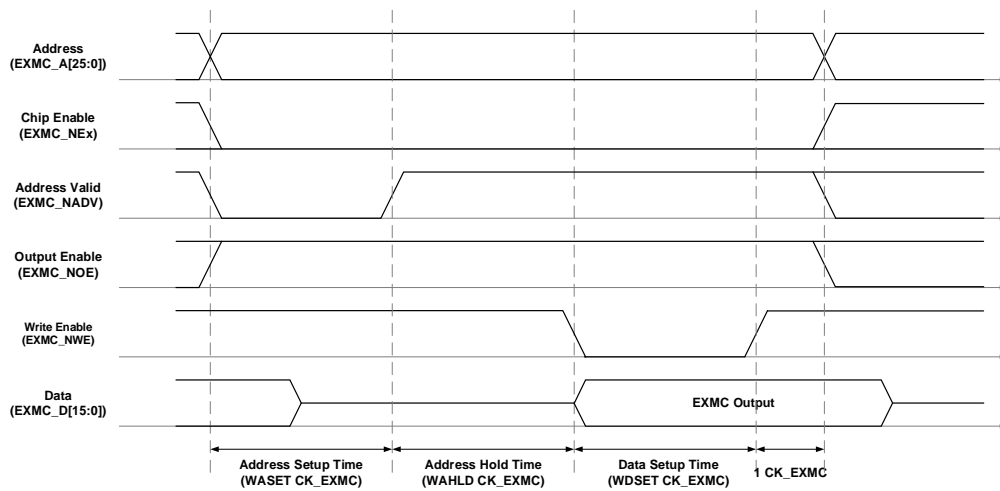 Address
(EXMC_A[25:0])
Chip Enable
(EXMC_NEx)
Address Valid
(EXMC_NADV)
Output Enable
(EXMC_NOE)
Write Enable
(EXMC_NWE)
Data
(EXMC_D[15:0])
EXMC Output
Address Setup Time
(WASET CK_EXMC)
Address Hold Time
(WAHLD CK_EXMC)
Data Setup Time
(WDSET CK_EXMC)
1 CK_EXMC